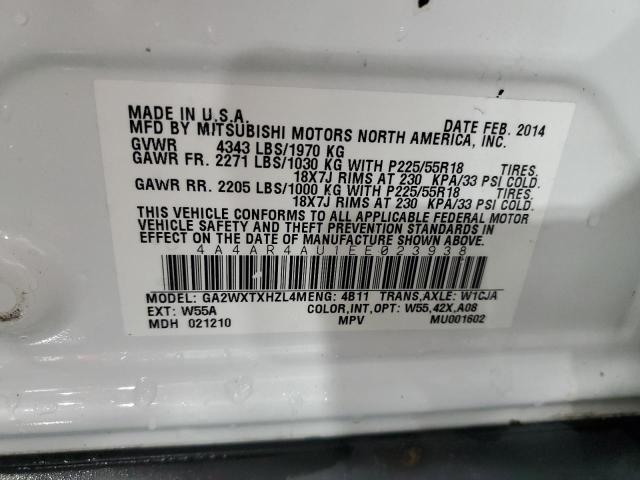 MADE IN U.S.A. DATE FEB. 2014
MFD BY MITSUBISHI MOTORS NORTH AMERICA, INC.
GVWR 4343 LBS/1970 KG
GAWR FR. 2271 LBS/1030 KG WITH P225/55R18 TIRES.
18X7J RIMS AT 230 KPA/33 PSI COLD.
GAWR RR. 2205 LBS/1000 KG WITH P225/55R18 TIRES.
18X7J RIMS AT 230 KPA/33 PSI COLD.
THIS VEHICLE CONFORMS TO ALL APPLICABLE FEDERAL MOTOR
VEHICLE SAFETY AND THEFT PREVENTION STANDARDS IN
EFFECT ON THE DATE OF MANUFACTURE SHOWN ABOVE.
4A4AR4AU1EE023938
MODEL: GA2WXTXHZL4MENG: 4B11 TRANS,AXLE: W1CJA
EXT: W55A COLOR,INT,OPT: W55,42X,A08
MDH 021210 MPV MU001602